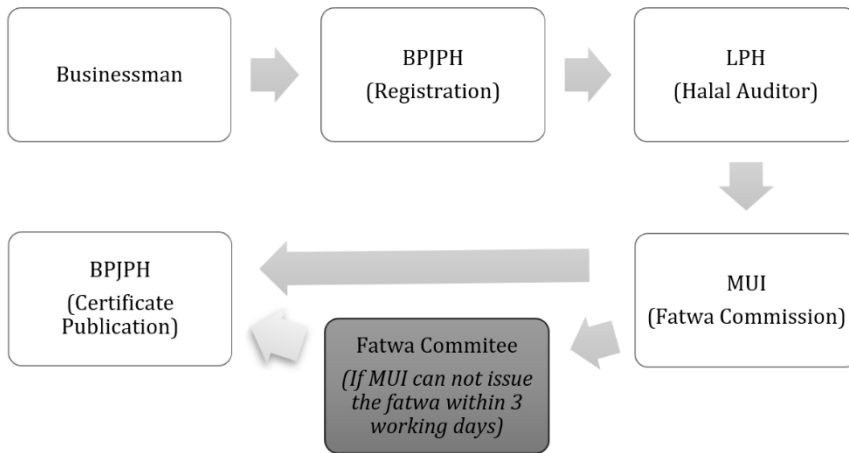 Businessman
BPJPH
(Registration)
LPH
(Halal Auditor)
BPJPH
(Certificate
Publication)
MUI
(Fatwa Commission)
Fatwa Commitee
(If MUI can not issue
the fatwa within 3
working days)